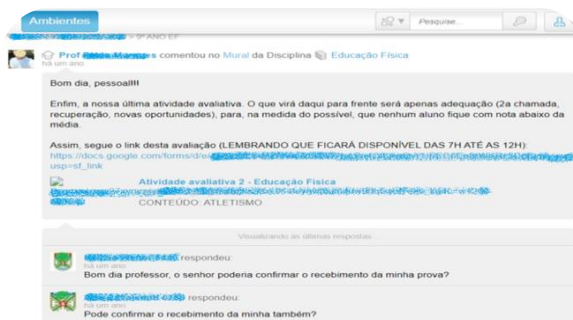 Ambientes
Pesquise...
> 9º ANO EF
Prof comentou no Mural da Disciplina Educação Física
há um ano
Bom dia, pessoal!!!
Enfim, a nossa última atividade avaliativa. O que virá daqui para frente será apenas adequação (2a chamada,
recuperação, novas oportunidades), para, na medida do possível, que nenhum aluno fique com nota abaixo da
média.
Assim, segue o link desta avaliação (LEMBRANDO QUE FICARÁ DISPONÍVEL DAS 7H ATÉ AS 12H):
https://docs.google.com/forms/d/e
usp=sf_link
Atividade avaliativa 2 - Educação Física
CONTEÚDO: ATLETISMO
Visualizando as últimas respostas...
respondeu:
há um ano
Bom dia professor, o senhor poderia confirmar o recebimento da minha prova?
respondeu:
há um ano
Pode confirmar o recebimento da minha também?